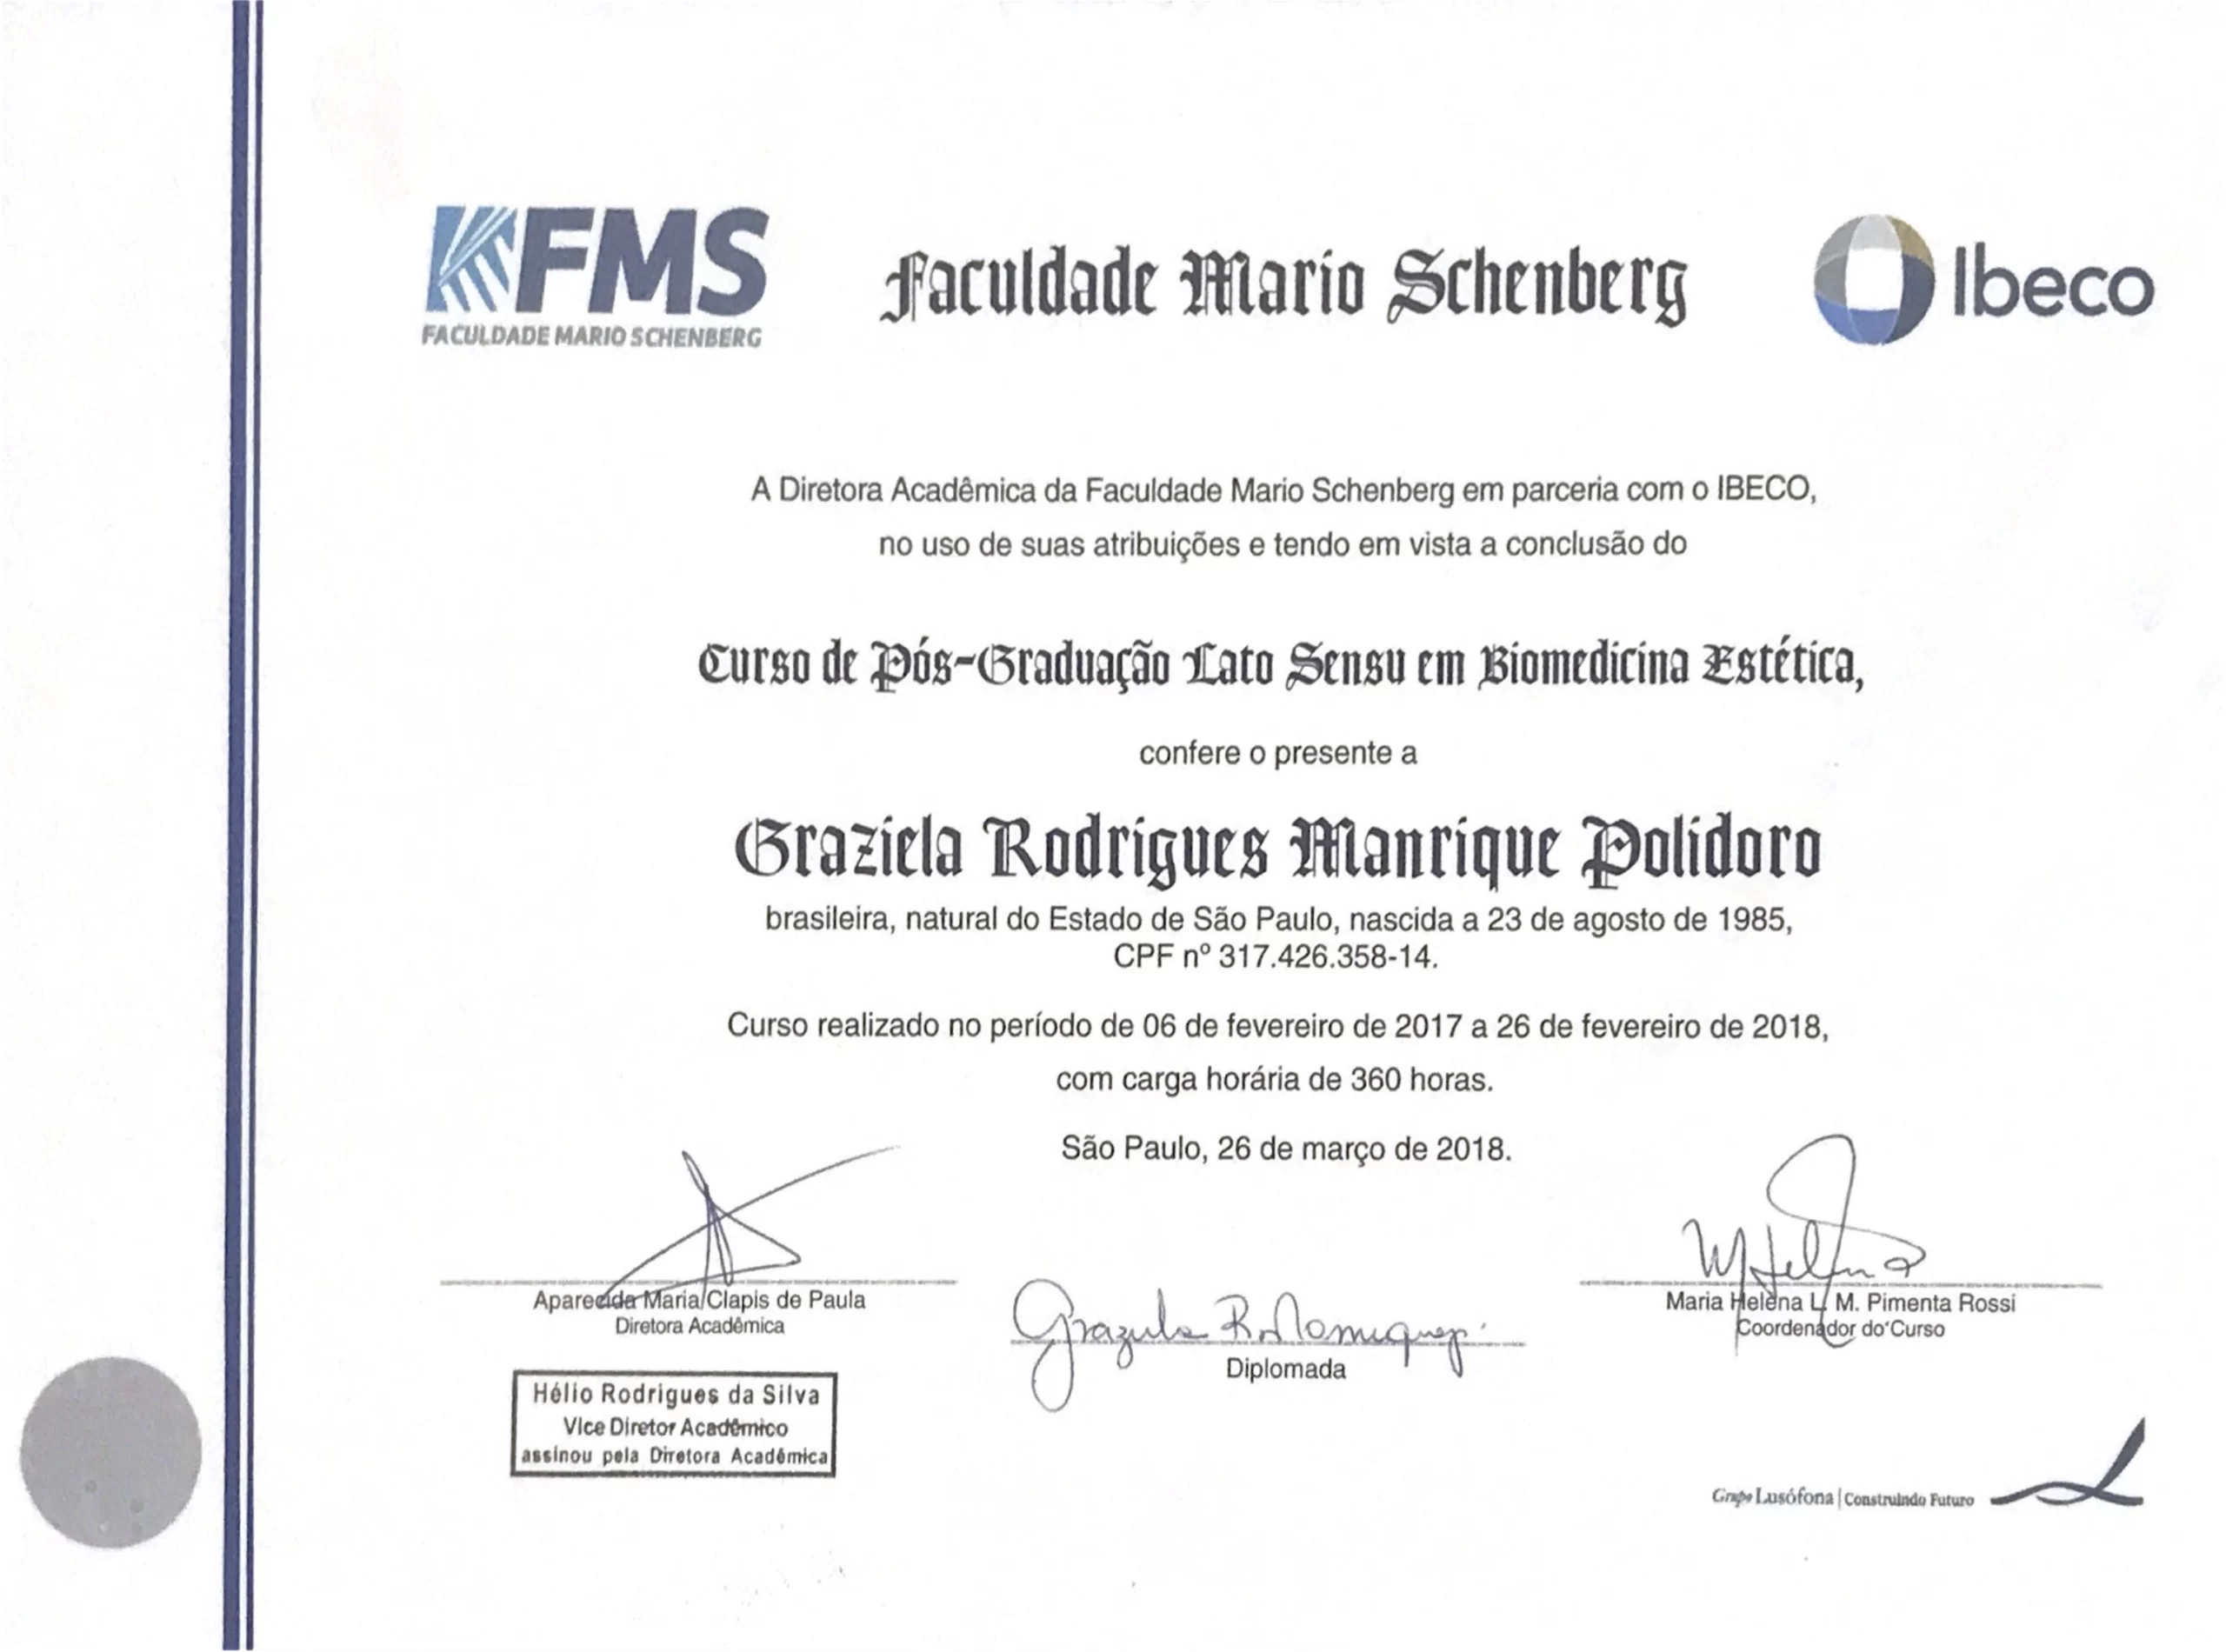 FMS
FACULDADE MARIO SCHENBERG
Faculdade Mario Schenberg
Ibeco
A Diretora Acadêmica da Faculdade Mario Schenberg em parceria com o IBECO,
no uso de suas atribuições e tendo em vista a conclusão do
Curso de Pós-Graduação Lato Sensu em Biomedicina Estética,
confere o presente a
Graziela Rodrigues Manrique Polidoro
brasileira, natural do Estado de São Paulo, nascida a 23 de agosto de 1985,
CPF nº 317.426.358-14.
Curso realizado no período de 06 de fevereiro de 2017 a 26 de fevereiro de 2018,
com carga horária de 360 horas.
São Paulo, 26 de março de 2018.
Aparecida Maria Clapis de Paula
Diretora Acadêmica
Hélio Rodrigues da Silva
Vice Diretor Acadêmico
assinou pela Diretora Acadêmica
Diplomada
Maria Helena L. M. Pimenta Rossi
Coordenador do Curso
Grupo Lusófona | Construindo Futuro